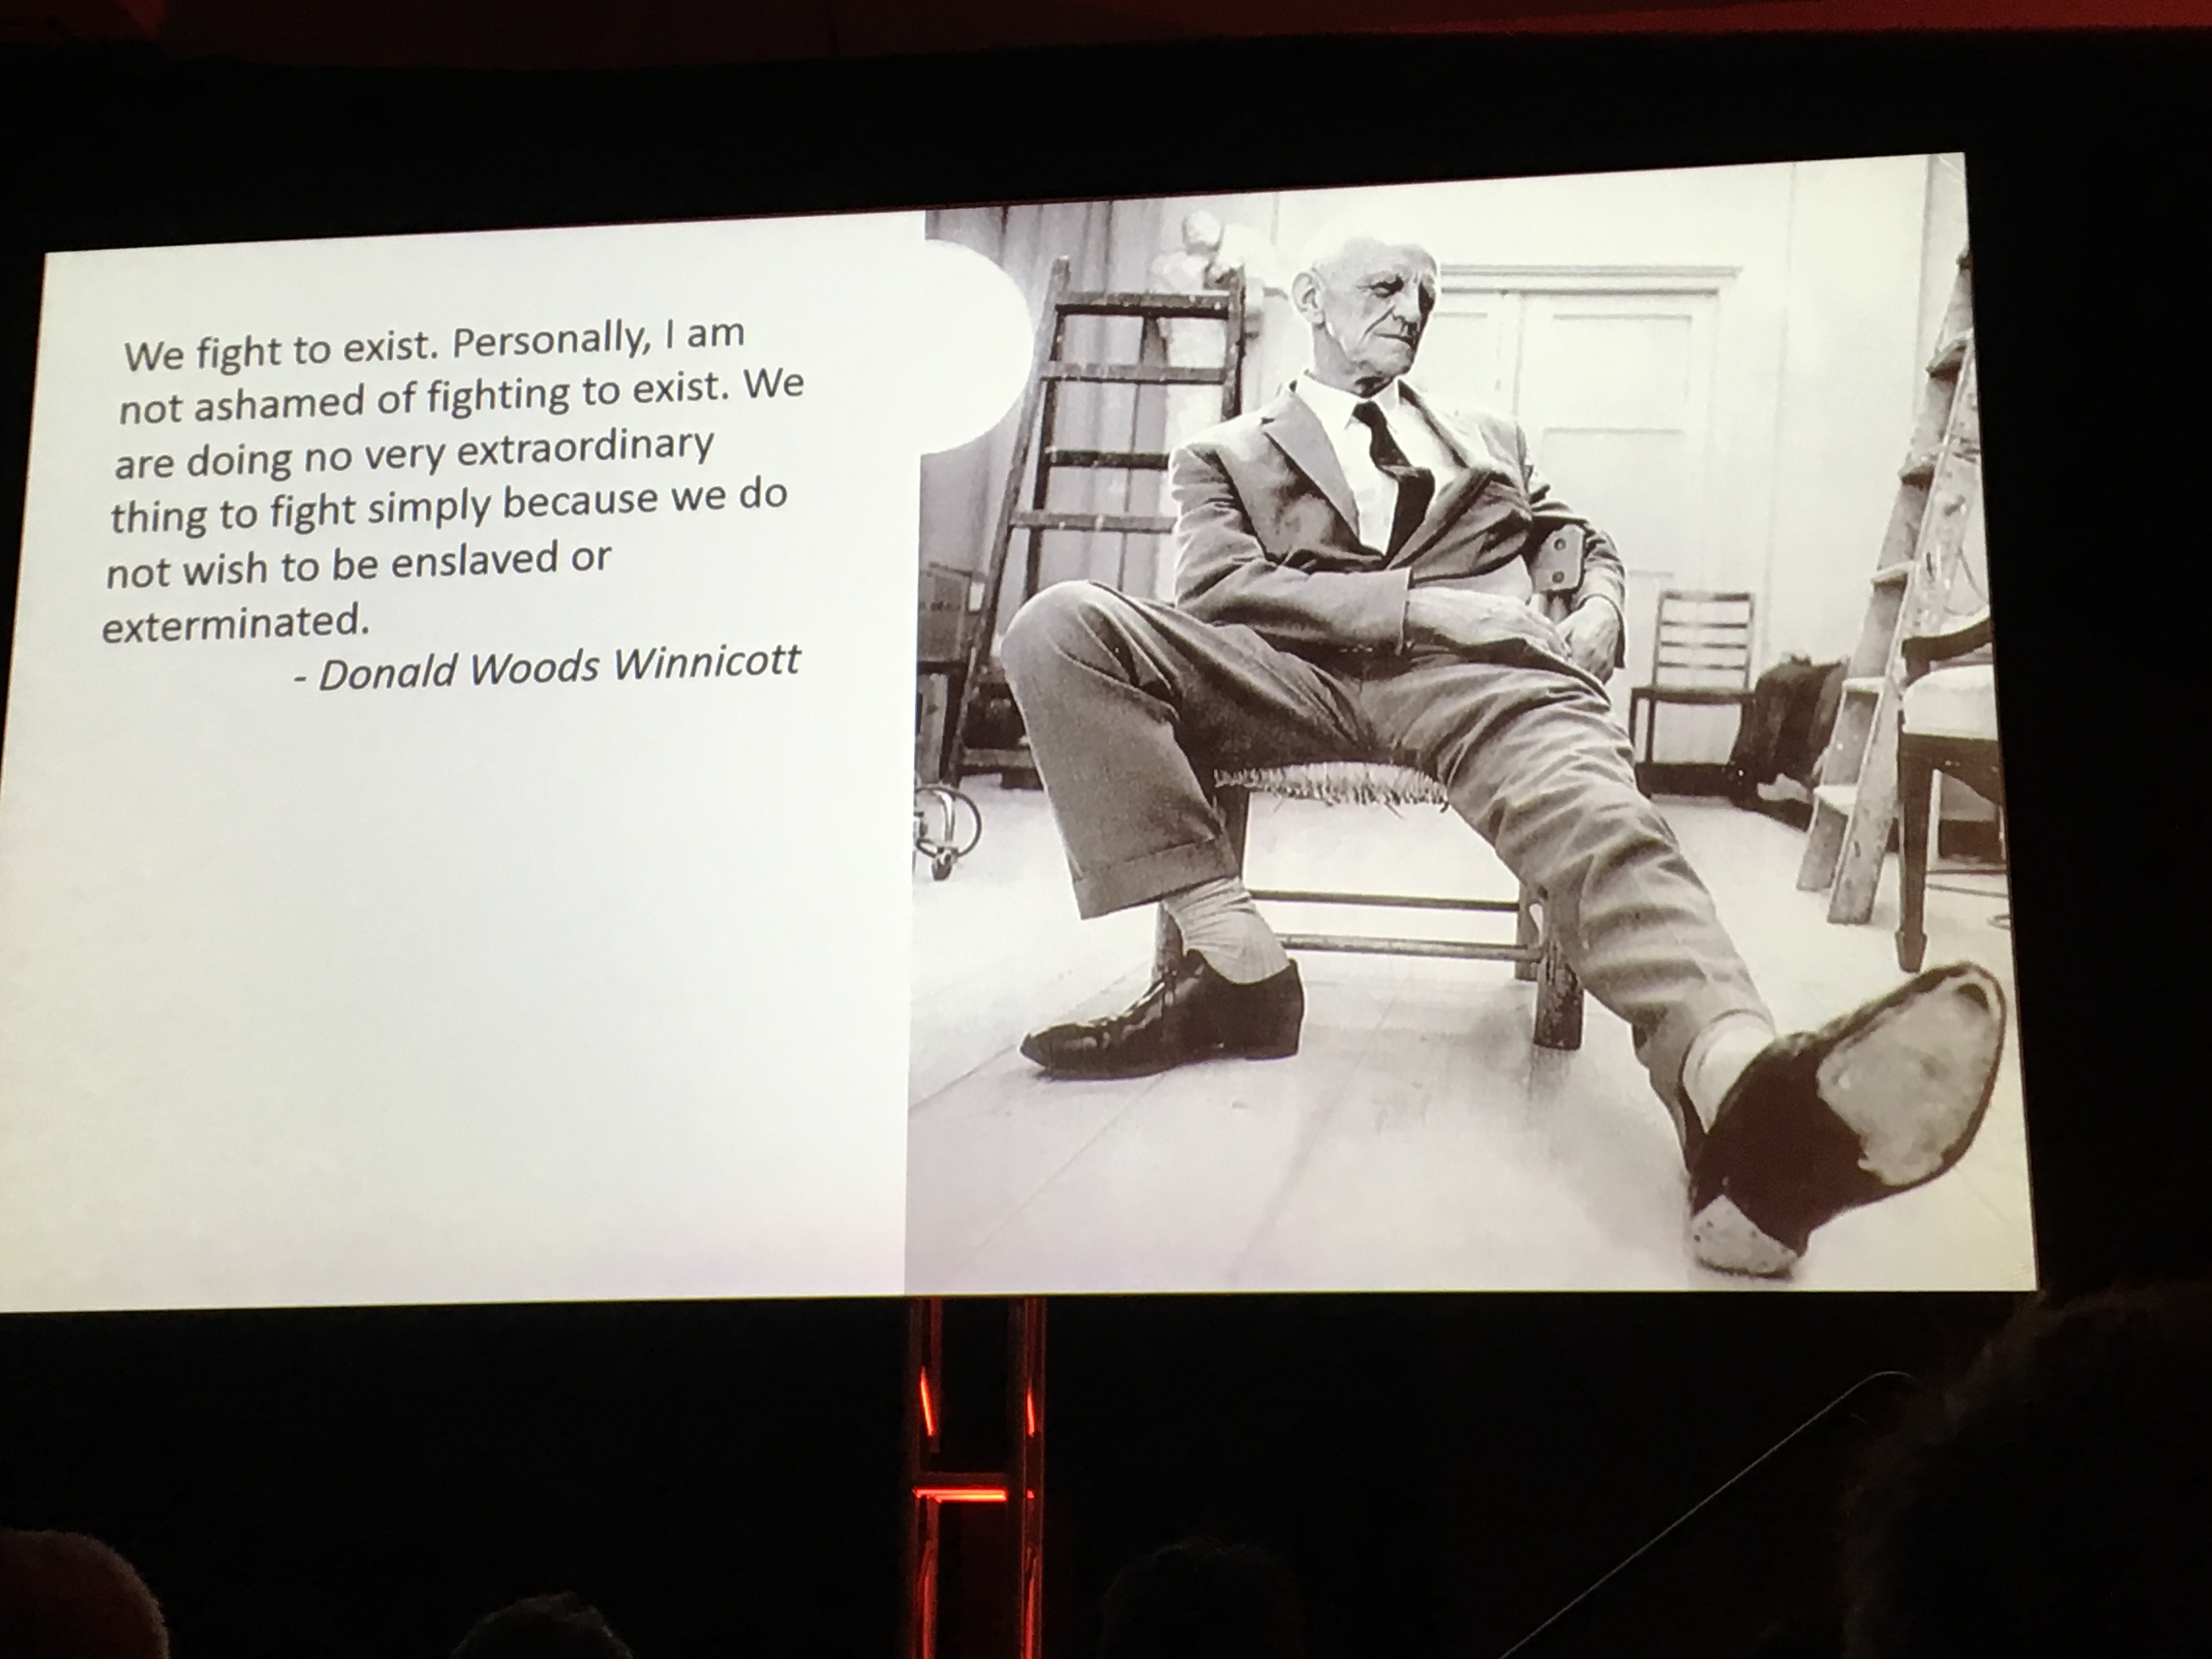 We fight to exist. Personally, I am
not ashamed of fighting to exist. We
are doing no very extraordinary
thing to fight simply because we do
not wish to be enslaved or
exterminated.
- Donald Woods Winnicott